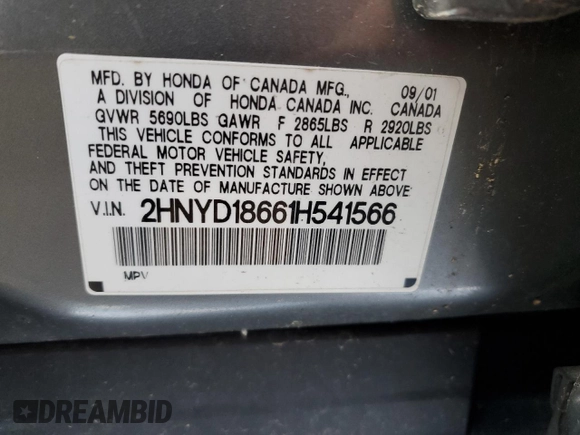 MFD. BY HONDA OF CANADA MFG., 09/01
A DIVISION OF HONDA CANADA INC. CANADA
GVWR 5690LBS GAWR F 2865LBS R 2920LBS
THIS VEHICLE CONFORMS TO ALL APPLICABLE
FEDERAL MOTOR VEHICLE SAFETY,
AND THEFT PREVENTION STANDARDS IN EFFECT
ON THE DATE OF MANUFACTURE SHOWN ABOVE
V.I.N. 2HNYD18661H541566
MPV
DREAMBID